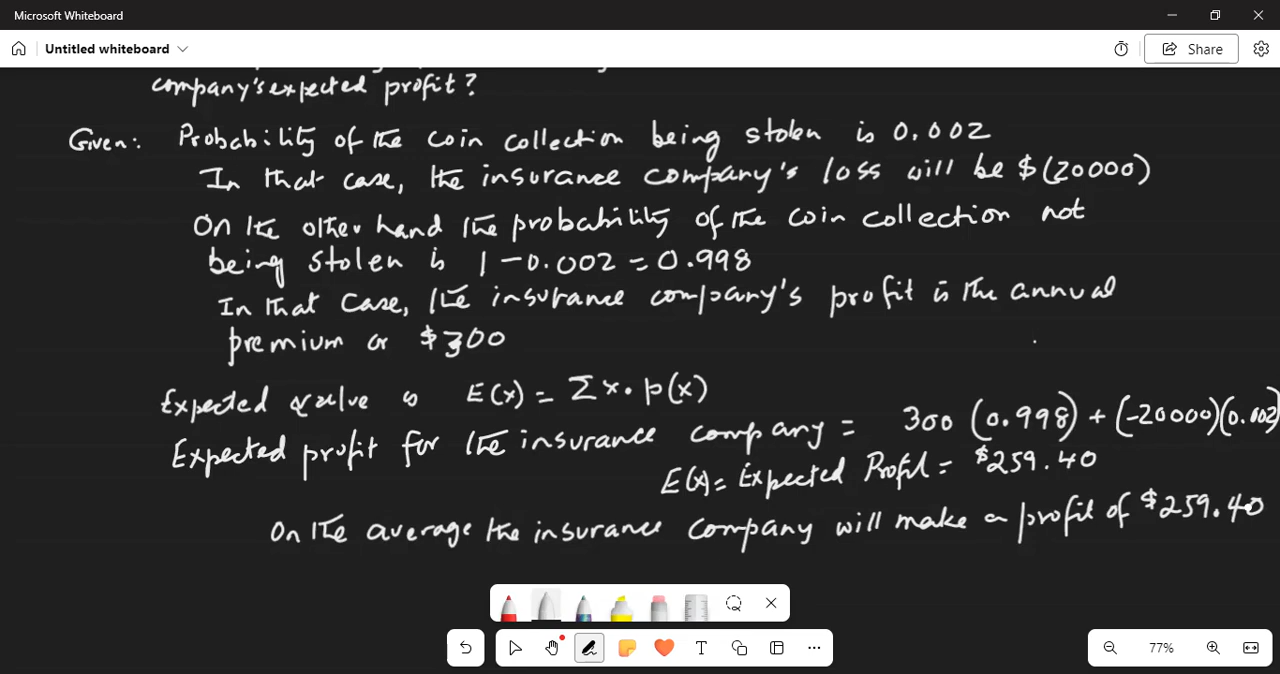 Microsoft Whiteboard
Untitled whiteboard
Share
company's expected profit?
Given: Probability of the coin collection being stolen is 0.002
In that case, the insurance company's loss will be $(20000)
On the other hand the probability of the coin collection not
being stolen is 1 - 0.002 = 0.998
In that case, the insurance company's profit is the annual
premium or $300
Expected value is E(x) = Σx. p(x)
Expected profit for the insurance company = 300 (0.998) + (-20000)(0.002)
E(x) = Expected Profit = $259.40
On the average the insurance company will make a profit of $259.40
T
77%